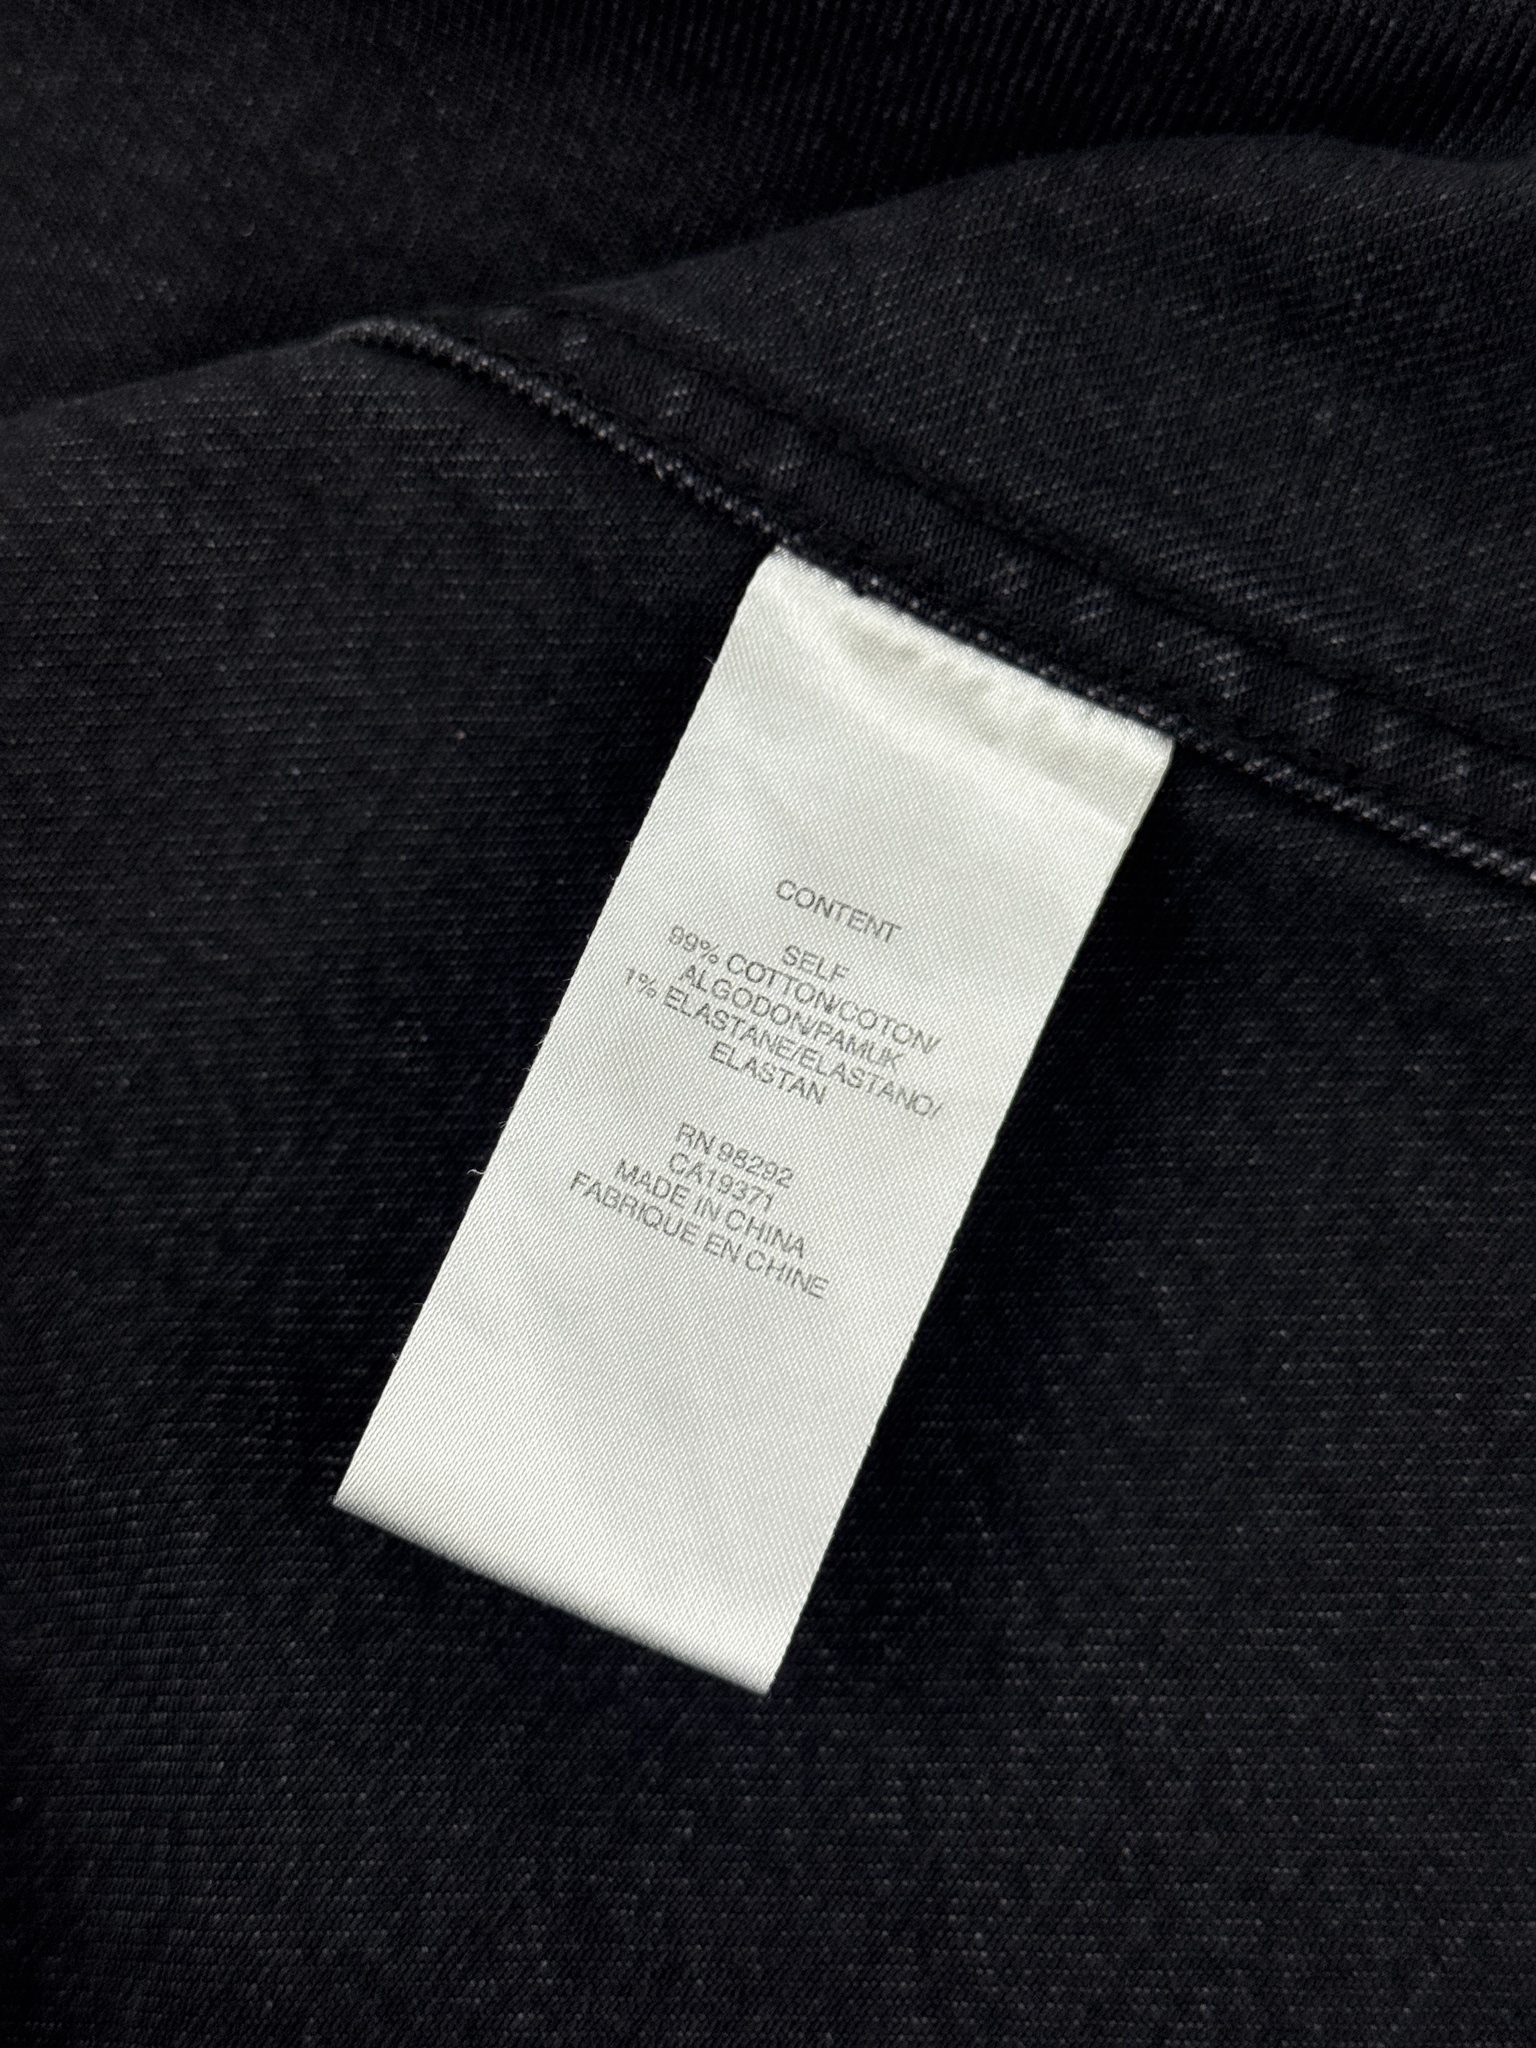 CONTENT
SELF
99% COTTON/COTON/
ALGODON/PAMUK
1% ELASTANE/ELASTANO/
ELASTAN
RN 98292
CA19371
MADE IN CHINA
FABRIQUE EN CHINE